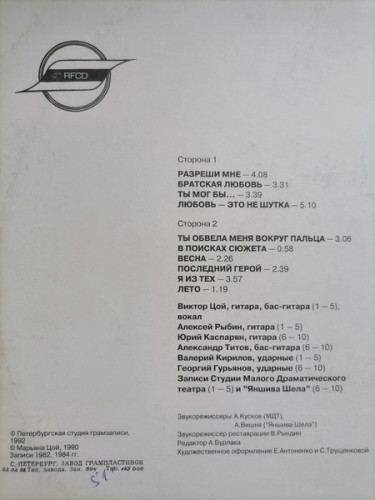 RFCD
Сторона 1
РАЗРЕШИ МНЕ – 4.08
БРАТСКАЯ ЛЮБОВЬ – 3.31
ТЫ МОГ БЫ... – 3.39
ЛЮБОВЬ – ЭТО НЕ ШУТКА – 5.10
Сторона 2
ТЫ ОБВЕЛА МЕНЯ ВОКРУГ ПАЛЬЦА – 3.06
В ПОИСКАХ СЮЖЕТА – 0.58
ВЕСНА – 2.26
ПОСЛЕДНИЙ ГЕРОЙ – 2.39
Я ИЗ ТЕХ – 3.57
ЛЕТО – 1.19
Виктор Цой, гитара, бас-гитара (1 – 5),
вокал
Алексей Рыбин, гитара (1 – 5)
Юрий Каспарян, гитара (6 – 10)
Александр Титов, бас-гитара (6 – 10)
Валерий Кирилов, ударные (1 – 5)
Георгий Гурьянов, ударные (6 – 10)
Записи Студии Малого Драматического
театра (1 – 5) и "Яншива Шела" (6 – 10)
Звукорежиссеры А.Кусков (МДТ),
А.Вишня ("Яншива Шела")
Звукорежиссер реставрации В.Рындин
Редактор А.Бурлака
Художественное оформление Е.Антоненко и С.Трущенковой
℗ Петербургская студия грамзаписи,
1992
© Марьяна Цой, 1990
Записи 1982, 1984 гг.
С.-ПЕТЕРБУРГ. ЗАВОД ГРАМПЛАСТИНОК
Тип. завода. Зак. Тир.